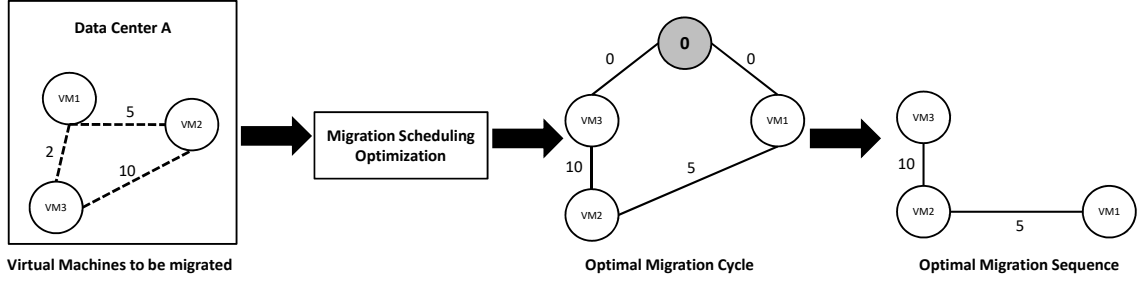 Data Center A
VM1
5
VM2
2
10
VM3
Virtual Machines to be migrated
Migration Scheduling
Optimization
0
0
0
VM3
VM1
10
5
VM2
Optimal Migration Cycle
VM3
10
VM2
5
VM1
Optimal Migration Sequence